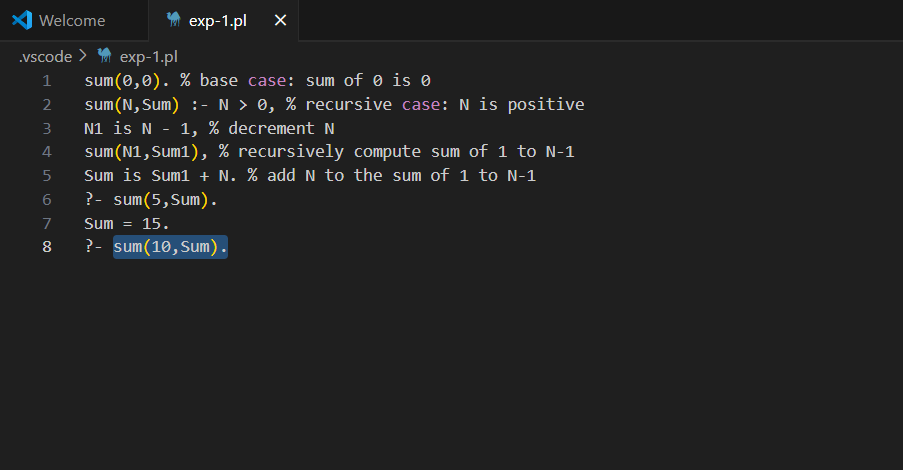 Welcome
exp-1.pl
.vscode > exp-1.pl
1 sum(0,0). % base case: sum of 0 is 0
2 sum(N,Sum) :- N > 0, % recursive case: N is positive
3 N1 is N - 1, % decrement N
4 sum(N1,Sum1), % recursively compute sum of 1 to N-1
5 Sum is Sum1 + N. % add N to the sum of 1 to N-1
6 ?- sum(5,Sum).
7 Sum = 15.
8 ?- sum(10,Sum).